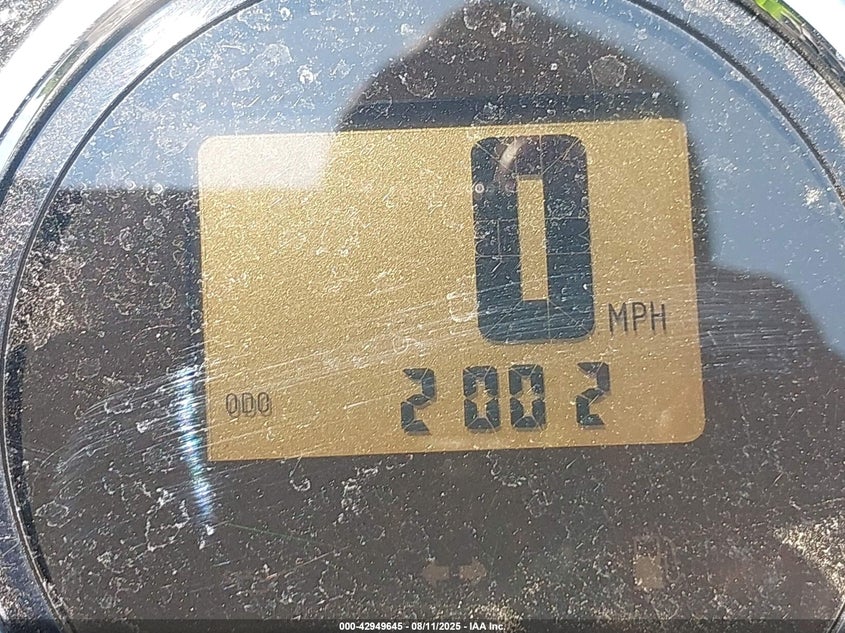 0
MPH
ODO 2002
000-42949645 - 08/11/2025 - IAA Inc.